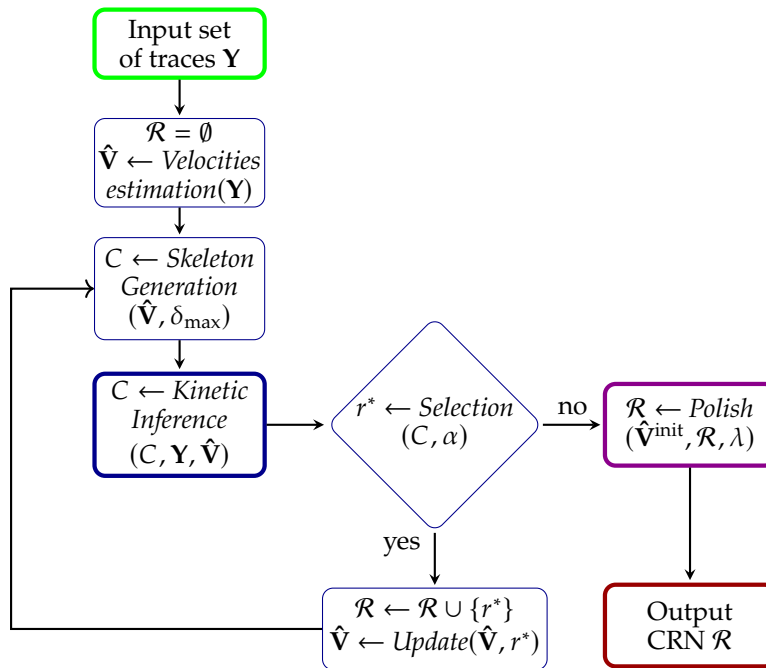 Input set
of traces Y
ℛ = ∅
V̂ ← Velocities
estimation(Y)
C ← Skeleton
Generation
(V̂, δmax)
C ← Kinetic
Inference
(C, Y, V̂)
r* ← Selection
(C, α)
no
ℛ ← Polish
(V̂init, ℛ, λ)
yes
ℛ ← ℛ ∪ {r*}
V̂ ← Update(V̂, r*)
Output
CRN ℛ